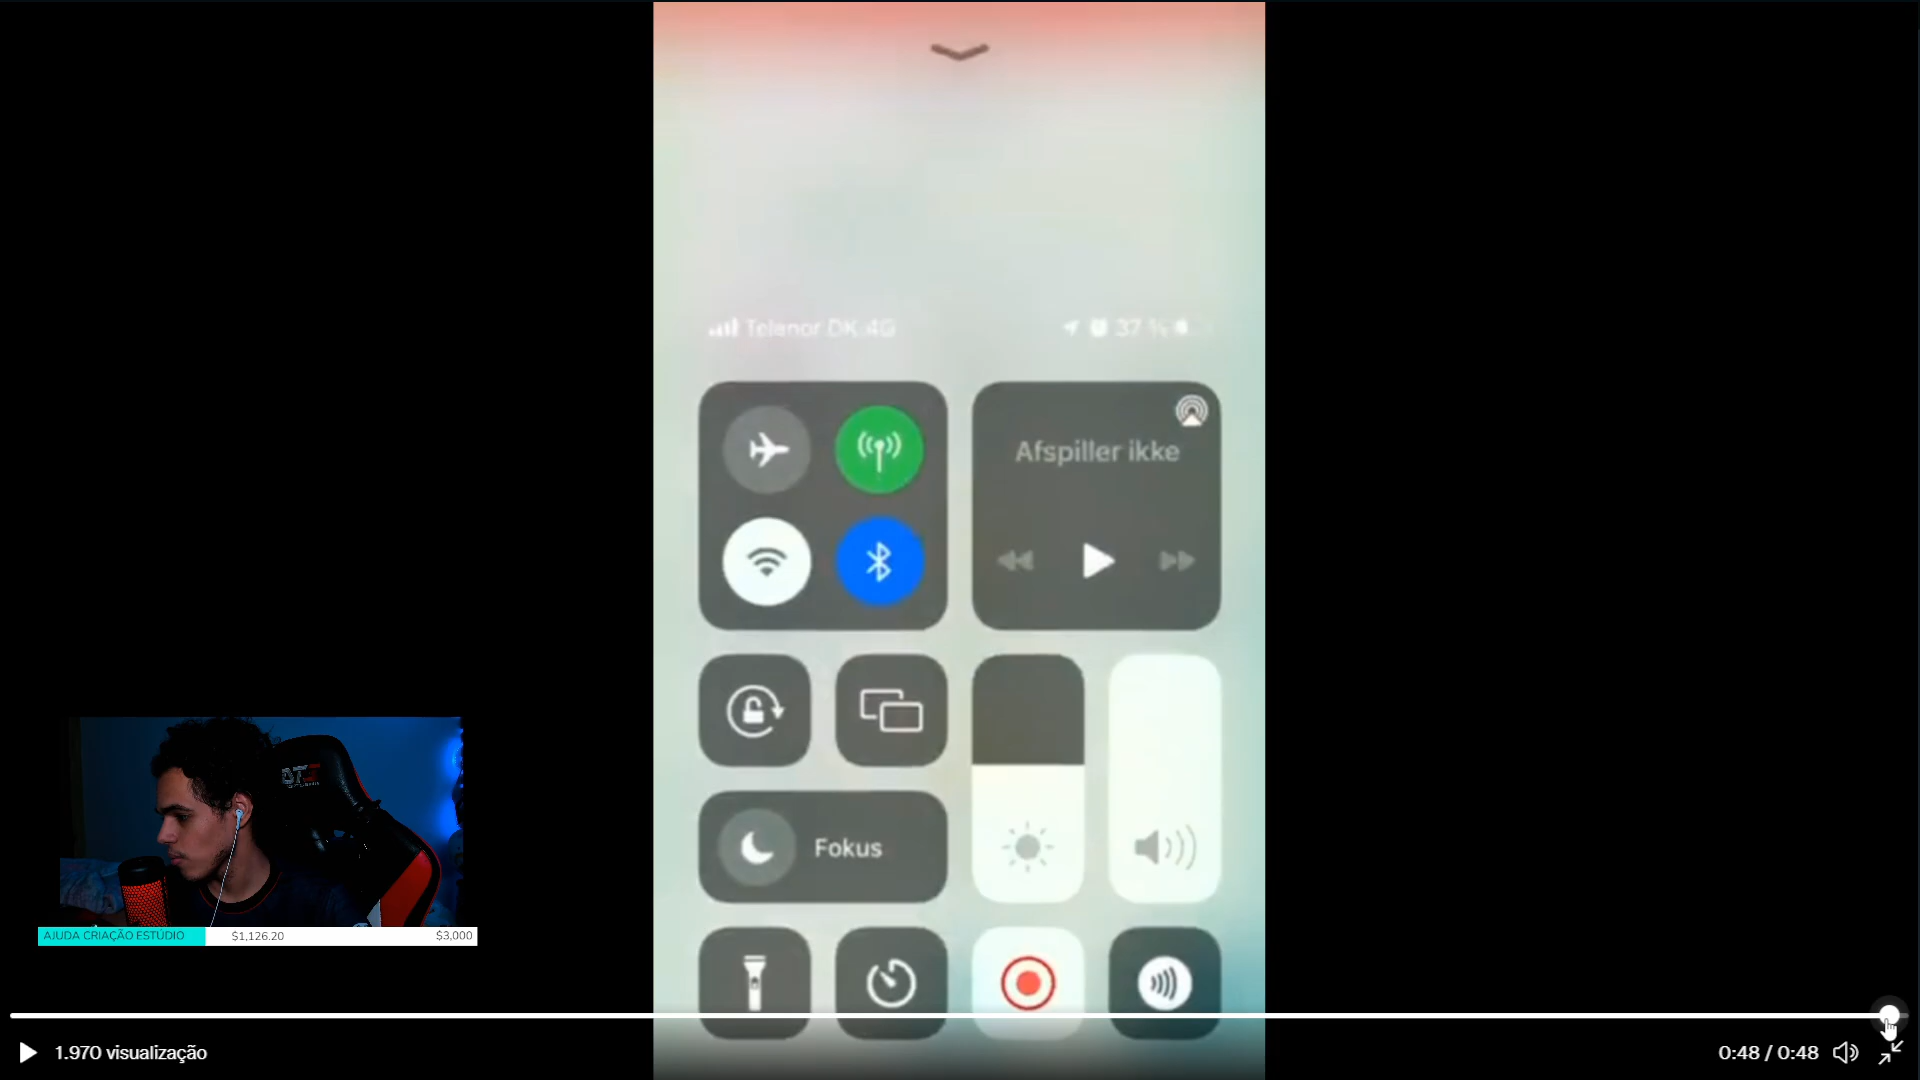 Telenor DK 4G
37 %
Afspiller ikke
Fokus
GT
AJUDA CRIAÇÃO ESTÚDIO $1,126.20 $3,000
1.970 visualização
0:48 / 0:48